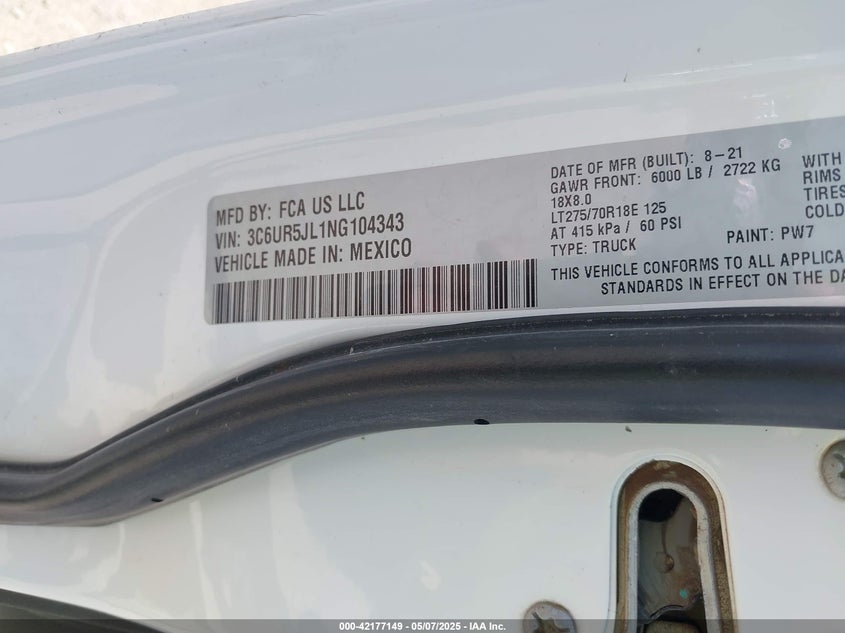 MFD BY: FCA US LLC
VIN: 3C6UR5JL1NG104343
VEHICLE MADE IN: MEXICO
DATE OF MFR (BUILT): 8-21
GAWR FRONT: 6000 LB / 2722 KG
18X8.0
LT275/70R18E 125
AT 415 kPa / 60 PSI
TYPE: TRUCK
PAINT: PW7
THIS VEHICLE CONFORMS TO ALL APPLICA
STANDARDS IN EFFECT ON THE DA
WITH
RIMS
TIRES
COLD
000-42177149 - 05/07/2025 - IAA Inc.